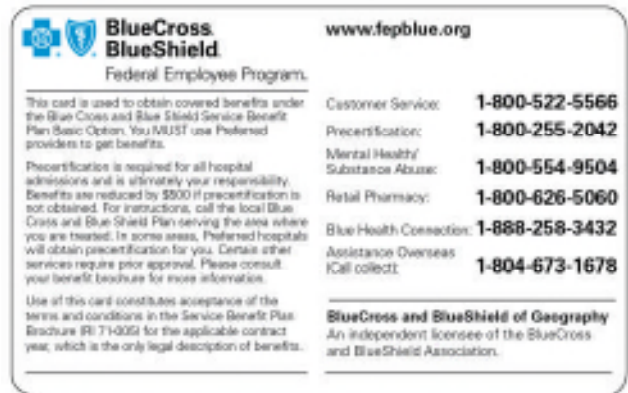 BlueCross
BlueShield
Federal Employee Program.
This card is used to obtain covered benefits under
the Blue Cross and Blue Shield Service Benefit
Plan Basic Option. You MUST use Preferred
providers to get benefits.
Precertification is required for all hospital
admissions and is ultimately your responsibility.
Benefits are reduced by $500 if precertification is
not obtained. For instructions, call the local Blue
Cross and Blue Shield Plan serving the area where
you are treated. In some areas, Preferred hospitals
will obtain precertification for you. Certain other
services require prior approval. Please consult
your benefit brochure for more information.
Use of this card constitutes acceptance of the
terms and conditions in the Service Benefit Plan
Brochure (RI 71-005) for the applicable contract
year, which is the only legal description of benefits.
www.fepblue.org
Customer Service: 1-800-522-5566
Precertification: 1-800-255-2042
Mental Health/
Substance Abuse: 1-800-554-9504
Retail Pharmacy: 1-800-626-5060
Blue Health Connection: 1-888-258-3432
Assistance Overseas
(Call collect): 1-804-673-1678
BlueCross and BlueShield of Geography
An independent licensee of the BlueCross
and BlueShield Association.